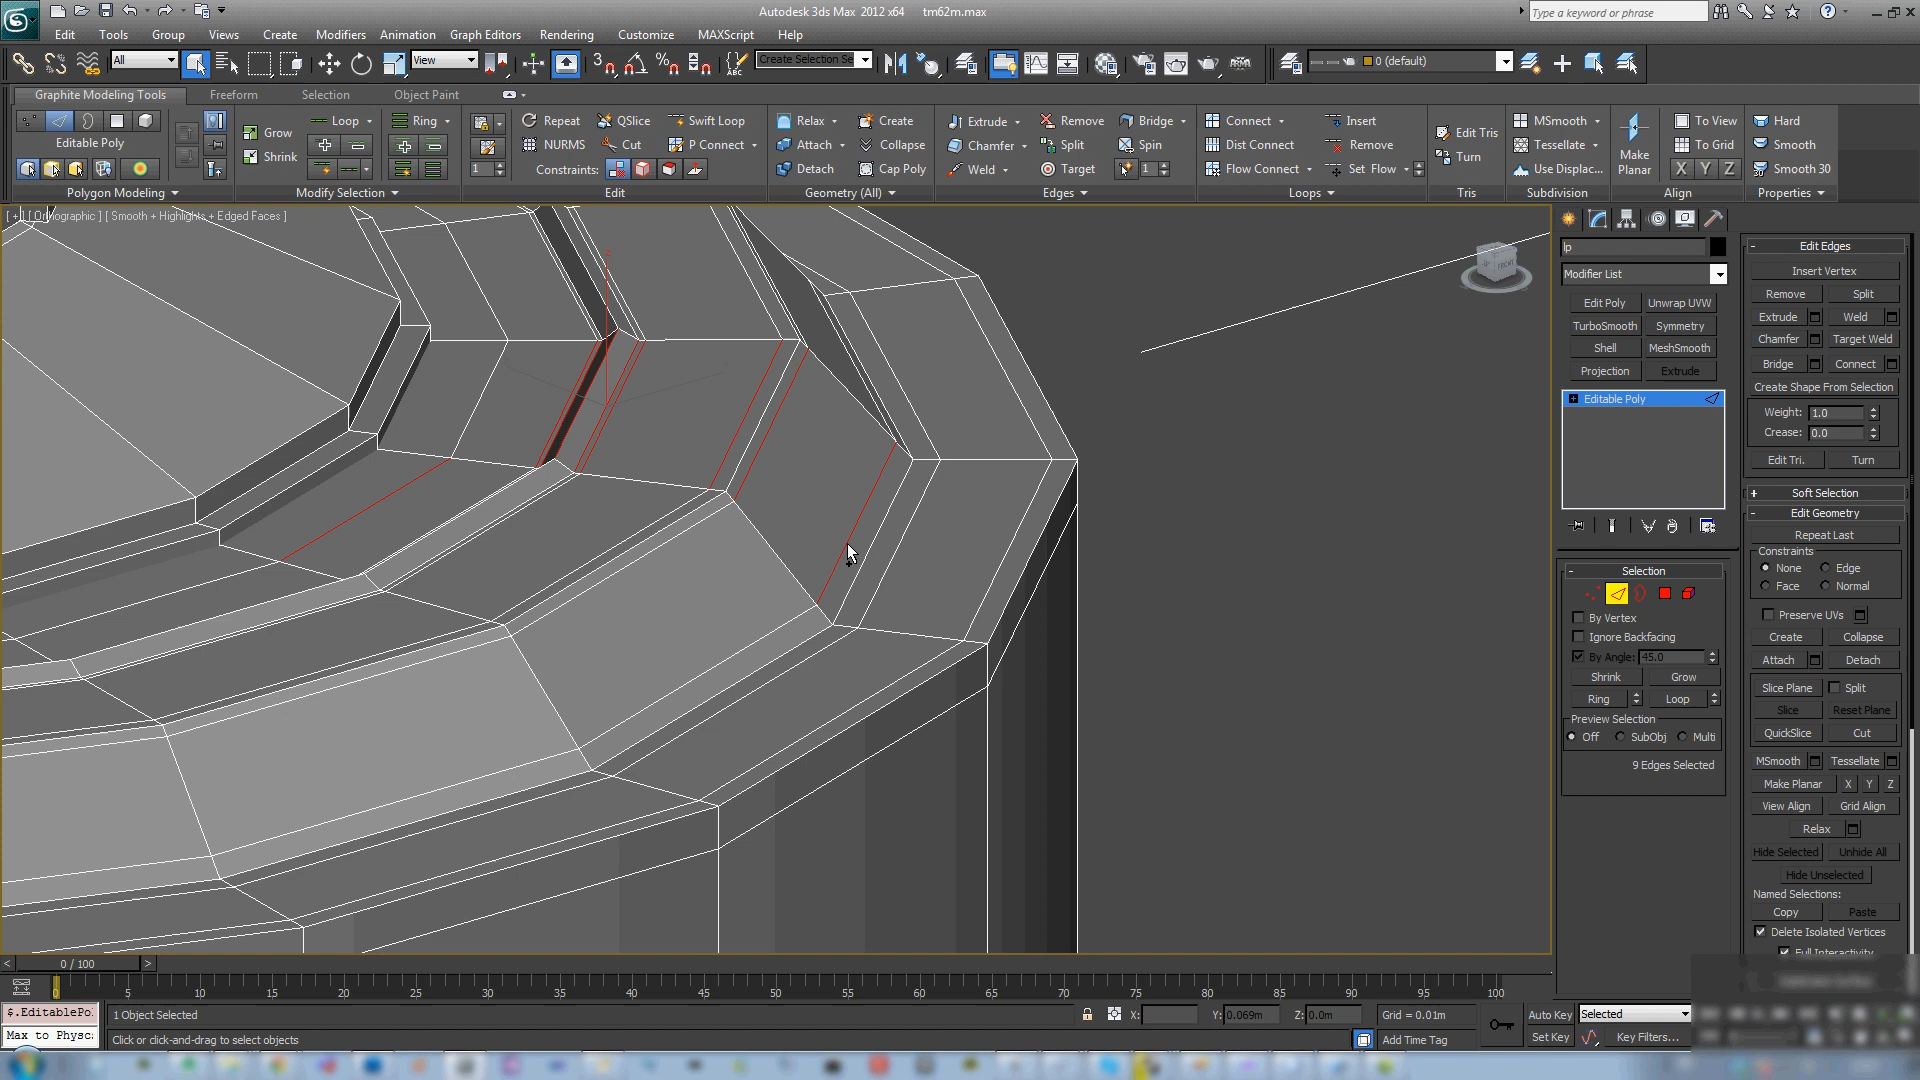 Autodesk 3ds Max 2012 x64 tm62m.max
Type a keyword or phrase
Edit Tools Group Views Create Modifiers Animation Graph Editors Rendering Customize MAXScript Help
All View Create Selection Se 0 (default)
Graphite Modeling Tools Freeform Selection Object Paint
Editable Poly
Polygon Modeling
Grow
Shrink
Loop Ring
Modify Selection
Repeat QSlice Swift Loop
NURMS Cut P Connect
1 Constraints:
Edit
Relax Create
Attach Collapse
Detach Cap Poly
Geometry (All)
Extrude Remove Bridge
Chamfer Split Spin
Weld Target 1
Edges
Connect Insert
Dist Connect Remove
Flow Connect Set Flow
Loops
Edit Tris
Turn
Tris
MSmooth
Tessellate
Use Displac...
Subdivision
Make Planar
To View
To Grid
X Y Z
Align
Hard
Smooth
Smooth 30
Properties
[ + ] [ Orthographic ] [ Smooth + Highlights + Edged Faces ]
lp
Modifier List
Edit Poly Unwrap UVW
TurboSmooth Symmetry
Shell MeshSmooth
Projection Extrude
Editable Poly
Selection
By Vertex
Ignore Backfacing
By Angle: 45.0
Shrink Grow
Ring Loop
Preview Selection
Off SubObj Multi
9 Edges Selected
Edit Edges
Insert Vertex
Remove Split
Extrude Weld
Chamfer Target Weld
Bridge Connect
Create Shape From Selection
Weight: 1.0
Crease: 0.0
Edit Tri. Turn
Soft Selection
Edit Geometry
Repeat Last
Constraints
None Edge
Face Normal
Preserve UVs
Create Collapse
Attach Detach
Slice Plane Split
Slice Reset Plane
QuickSlice Cut
MSmooth Tessellate
Make Planar X Y Z
View Align Grid Align
Relax
Hide Selected Unhide All
Hide Unselected
Named Selections:
Copy Paste
Delete Isolated Vertices
Full Interactivity
< 0 / 100 >
0 5 10 15 20 25 30 35 40 45 50 55 60 65 70 75 80 85 90 95 100
$.EditablePo
Max to Physc
1 Object Selected
Click or click-and-drag to select objects
X: Y: 0.069m Z: 0.0m Grid = 0.01m
Add Time Tag
Auto Key Selected
Set Key Key Filters...